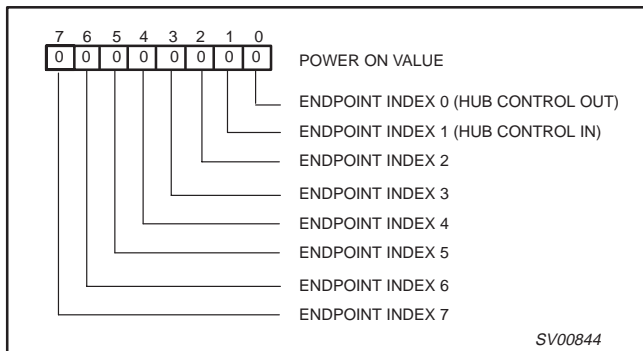 7 6 5 4 3 2 1 0
0 0 0 0 0 0 0 0 POWER ON VALUE
ENDPOINT INDEX 0 (HUB CONTROL OUT)
ENDPOINT INDEX 1 (HUB CONTROL IN)
ENDPOINT INDEX 2
ENDPOINT INDEX 3
ENDPOINT INDEX 4
ENDPOINT INDEX 5
ENDPOINT INDEX 6
ENDPOINT INDEX 7
SV00844